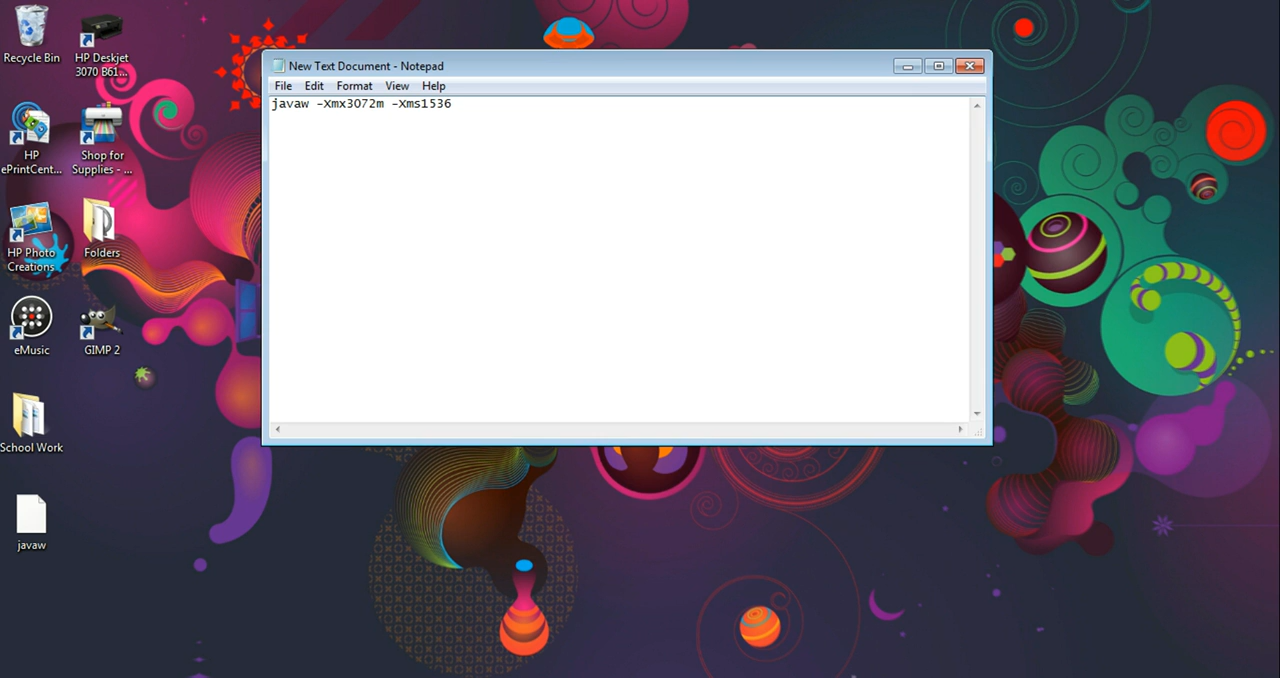 Recycle Bin
HP Deskjet
3070 B61...
HP
ePrintCent...
Shop for
Supplies - ...
HP Photo
Creations
Folders
eMusic
GIMP 2
School Work
javaw
New Text Document - Notepad
File Edit Format View Help
javaw -Xmx3072m -Xms1536